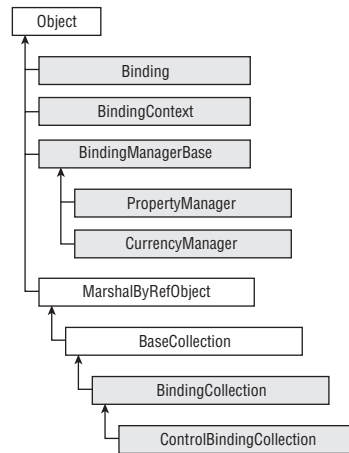 Object
Binding
BindingContext
BindingManagerBase
PropertyManager
CurrencyManager
MarshalByRefObject
BaseCollection
BindingCollection
ControlBindingCollection